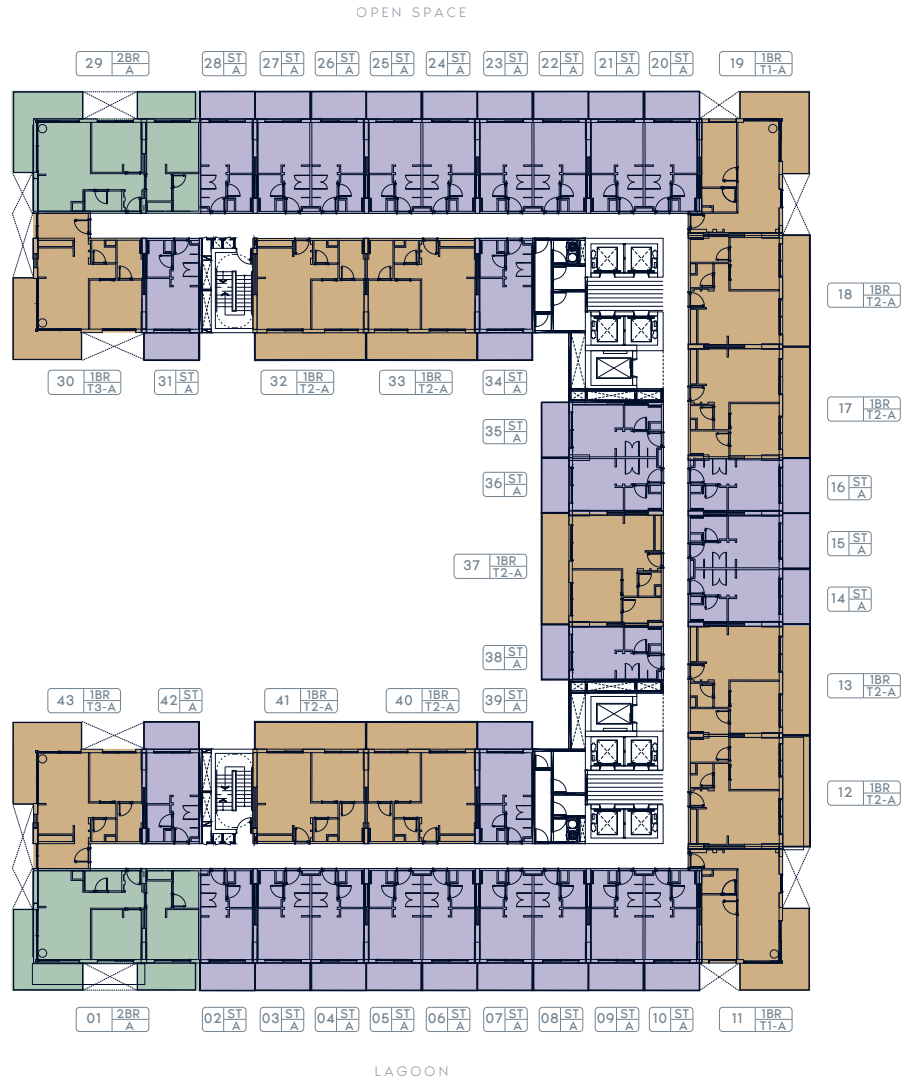 OPEN SPACE
29 2BR A
28 ST A
27 ST A
26 ST A
25 ST A
24 ST A
23 ST A
22 ST A
21 ST A
20 ST A
19 1BR T1-A
18 1BR T2-A
30 1BR T3-A
31 ST A
32 1BR T2-A
33 1BR T2-A
34 ST A
17 1BR T2-A
35 ST A
36 ST A
16 ST A
15 ST A
37 1BR T2-A
14 ST A
38 ST A
13 1BR T2-A
43 1BR T3-A
42 ST A
41 1BR T2-A
40 1BR T2-A
39 ST A
12 1BR T2-A
01 2BR A
02 ST A
03 ST A
04 ST A
05 ST A
06 ST A
07 ST A
08 ST A
09 ST A
10 ST A
11 1BR T1-A
LAGOON